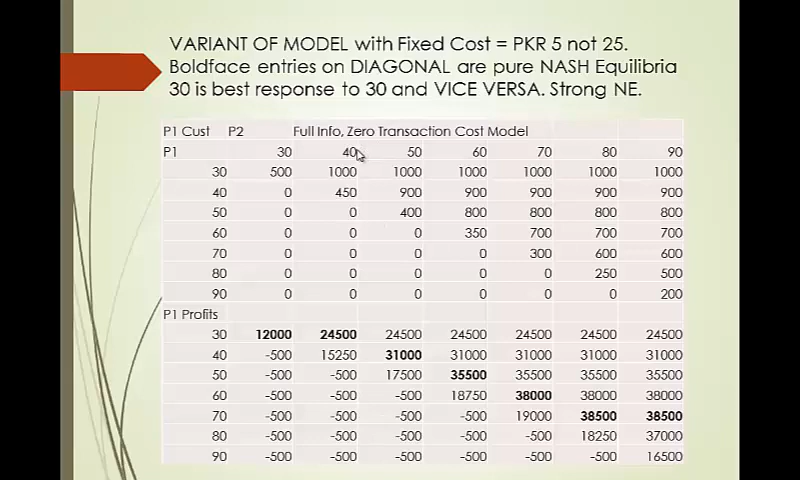 VARIANT OF MODEL with Fixed Cost = PKR 5 not 25.
Boldface entries on DIAGONAL are pure NASH Equilibria
30 is best response to 30 and VICE VERSA. Strong NE.
P1 Cust P2 Full Info, Zero Transaction Cost Model
P1 30 40 50 60 70 80 90
30 500 1000 1000 1000 1000 1000 1000
40 0 450 900 900 900 900 900
50 0 0 400 800 800 800 800
60 0 0 0 350 700 700 700
70 0 0 0 0 300 600 600
80 0 0 0 0 0 250 500
90 0 0 0 0 0 0 200
P1 Profits
30 12000 24500 24500 24500 24500 24500 24500
40 -500 15250 31000 31000 31000 31000 31000
50 -500 -500 17500 35500 35500 35500 35500
60 -500 -500 -500 18750 38000 38000 38000
70 -500 -500 -500 -500 19000 38500 38500
80 -500 -500 -500 -500 -500 18250 37000
90 -500 -500 -500 -500 -500 -500 16500